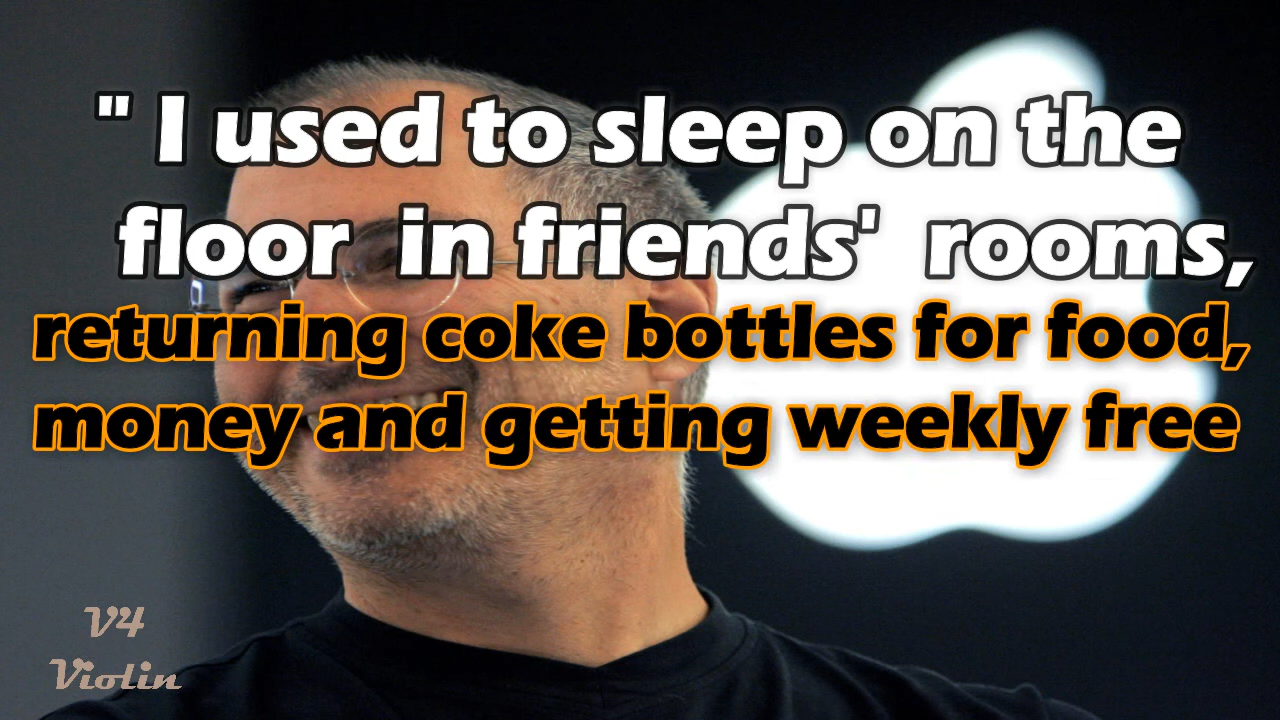 " I used to sleep on the
floor in friends' rooms,
returning coke bottles for food,
money and getting weekly free
V4
Violin